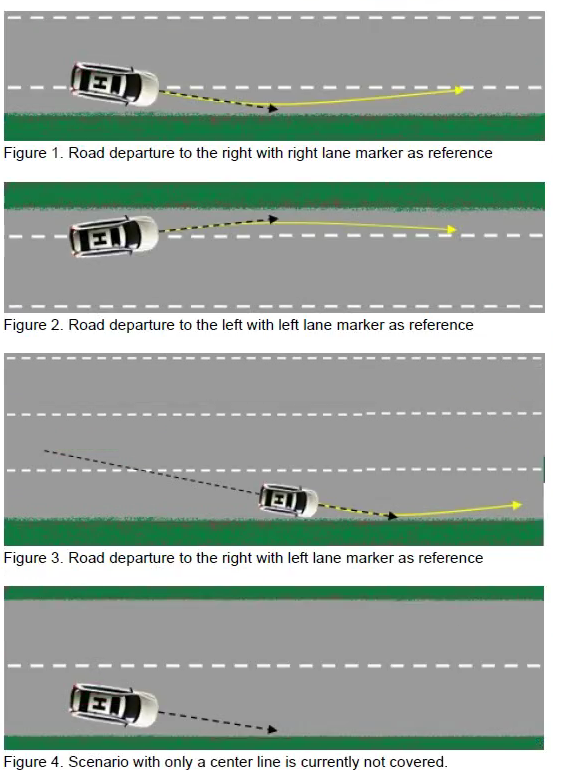 H
Figure 1. Road departure to the right with right lane marker as reference
H
Figure 2. Road departure to the left with left lane marker as reference
H
Figure 3. Road departure to the right with left lane marker as reference
H
Figure 4. Scenario with only a center line is currently not covered.